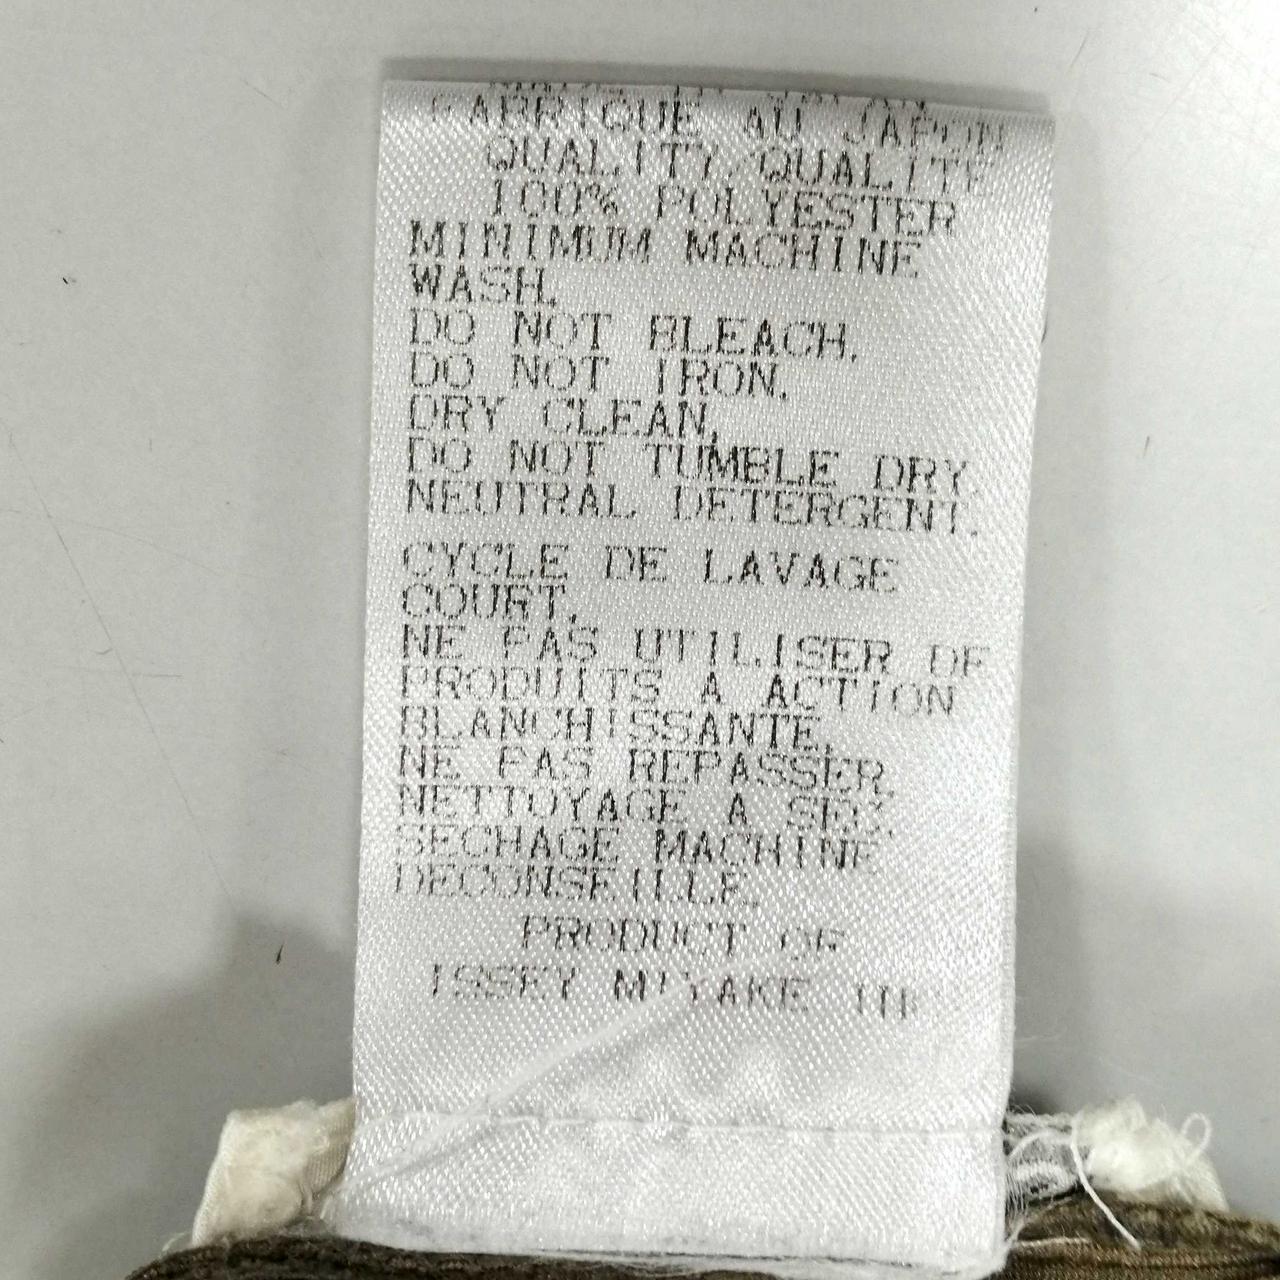 FABRIQUE AU JAPON
QUALITY/QUALITE
100% POLYESTER
MINIMUM MACHINE
WASH.
DO NOT BLEACH.
DO NOT IRON.
DRY CLEAN.
DO NOT TUMBLE DRY.
NEUTRAL DETERGENT.
CYCLE DE LAVAGE
COURT.
NE PAS UTILISER DE
PRODUITS A ACTION
BLANCHISSANTE.
NE PAS REPASSER.
NETTOYAGE A SEC.
SECHAGE MACHINE
DECONSEILLE.
PRODUCT OF
ISSEY MIYAKE